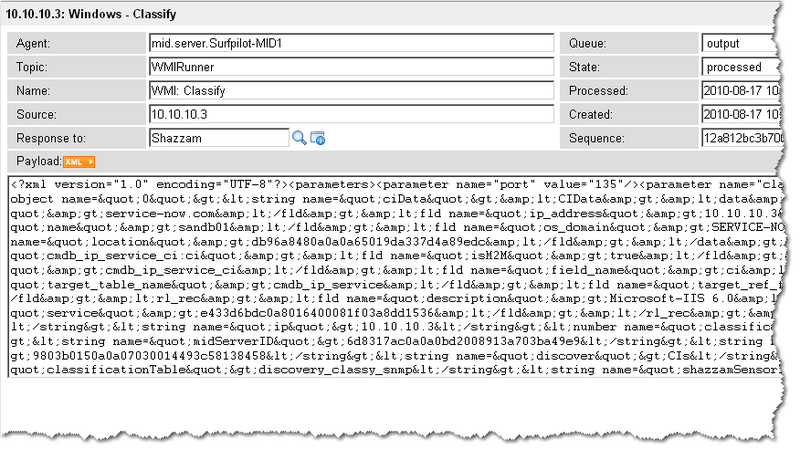 10.10.10.3: Windows - Classify
Agent: mid.server.Surfpilot-MID1 Queue: output
Topic: WMIRunner State: processed
Name: WMI: Classify Processed: 2010-08-17 10
Source: 10.10.10.3 Created: 2010-08-17 10
Response to: Shazzam Sequence: 12a812bc3b700
Payload: XML
<?xml version="1.0" encoding="UTF-8"?><parameters><parameter name="port" value="135"/><parameter name="cla
object name=&quot;0&quot;&gt;&lt;string name=&quot;ciData&quot;&gt;&amp;lt;CIData&amp;gt;&amp;lt;data&amp
quot;&amp;gt;service-now.com&amp;lt;/fld&amp;gt;&amp;lt;fld name=&quot;ip_address&quot;&amp;gt;10.10.10.3&
quot;name&quot;&amp;gt;sandb01&amp;lt;/fld&amp;gt;&amp;lt;fld name=&quot;os_domain&quot;&amp;gt;SERVICE-NO
name=&quot;location&quot;&amp;gt;db96a8480a0a0a65019da337d4a89edc&amp;lt;/fld&amp;gt;&amp;lt;/data&amp;gt
quot;cmdb_ip_service_ci:ci&quot;&amp;gt;&amp;lt;fld name=&quot;isM2M&quot;&amp;gt;true&amp;lt;/fld&amp;gt;
quot;&amp;gt;cmdb_ip_service_ci&amp;lt;/fld&amp;gt;&amp;lt;fld name=&quot;field_name&quot;&amp;gt;ci&amp;l
quot;target_table_name&quot;&amp;gt;cmdb_ip_service&amp;lt;/fld&amp;gt;&amp;lt;fld name=&quot;target_ref_f
/fld&amp;gt;&amp;lt;rl_rec&amp;gt;&amp;lt;fld name=&quot;description&quot;&amp;gt;Microsoft-IIS 6.0&amp;l
quot;service&quot;&amp;gt;e433d6bdc0a8016400081f03a8dd1536&amp;lt;/fld&amp;gt;&amp;lt;/rl_rec&amp;gt;&amp
lt;/string&gt;&lt;string name=&quot;ip&quot;&gt;10.10.10.3&lt;/string&gt;&lt;number name=&quot;classific
gt;&lt;string name=&quot;midServerID&quot;&gt;6d8317ac0a0a0bd2008913a703ba49e9&lt;/string&gt;&lt;string n
gt;9803b0150a0a07030014493c58138458&lt;/string&gt;&lt;string name=&quot;discover&quot;&gt;CIs&lt;/string&
quot;classificationTable&quot;&gt;discovery_classy_snmp&lt;/string&gt;&lt;string name=&quot;shazzamSensor